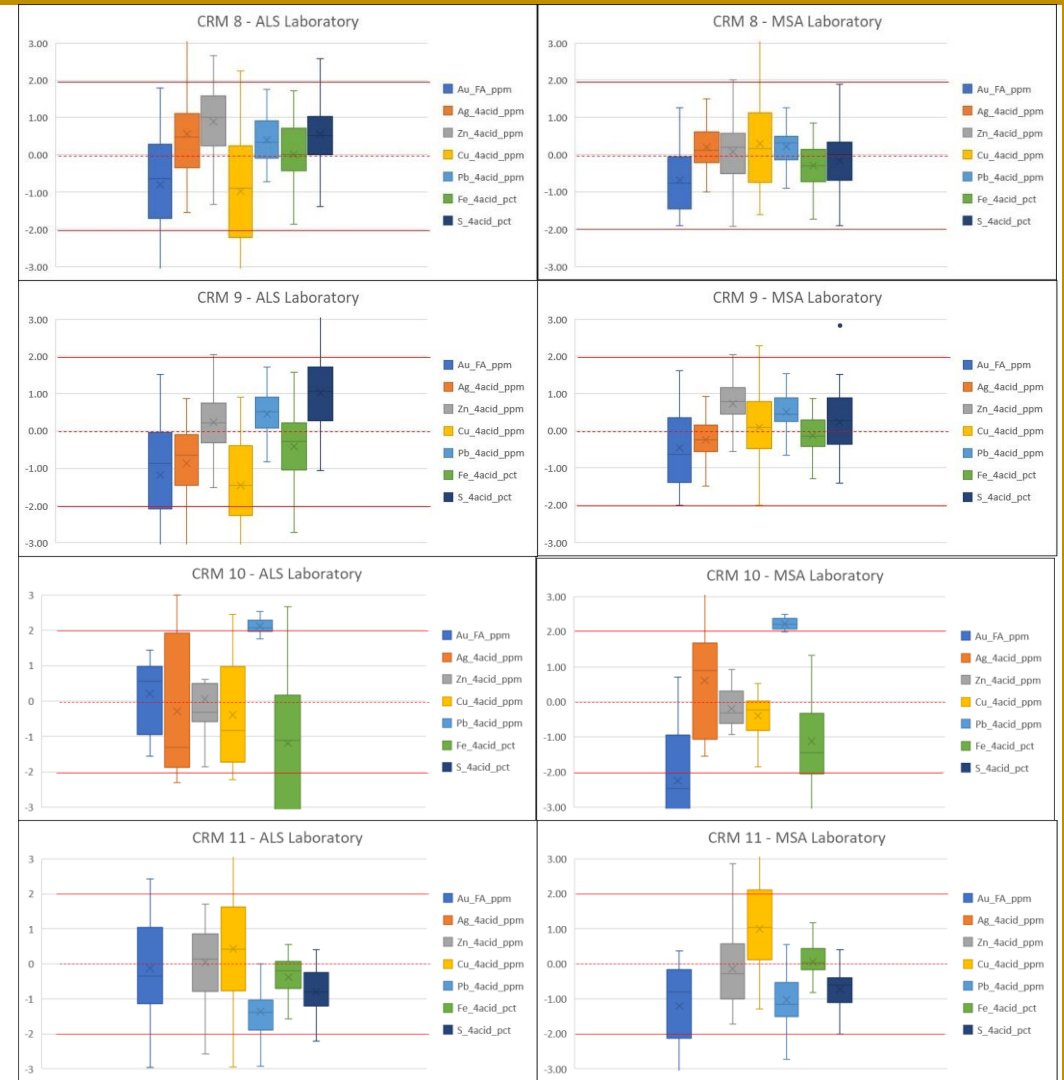 CRM 8 - ALS Laboratory
3.00
2.00
1.00
0.00
-1.00
-2.00
-3.00
Au_FA_ppm
Ag_4acid_ppm
Zn_4acid_ppm
Cu_4acid_ppm
Pb_4acid_ppm
Fe_4acid_pct
S_4acid_pct
CRM 8 - MSA Laboratory
3.00
2.00
1.00
0.00
-1.00
-2.00
-3.00
Au_FA_ppm
Ag_4acid_ppm
Zn_4acid_ppm
Cu_4acid_ppm
Pb_4acid_ppm
Fe_4acid_pct
S_4acid_pct
CRM 9 - ALS Laboratory
3.00
2.00
1.00
0.00
-1.00
-2.00
-3.00
Au_FA_ppm
Ag_4acid_ppm
Zn_4acid_ppm
Cu_4acid_ppm
Pb_4acid_ppm
Fe_4acid_pct
S_4acid_pct
CRM 9 - MSA Laboratory
3.00
2.00
1.00
0.00
-1.00
-2.00
-3.00
Au_FA_ppm
Ag_4acid_ppm
Zn_4acid_ppm
Cu_4acid_ppm
Pb_4acid_ppm
Fe_4acid_pct
S_4acid_pct
CRM 10 - ALS Laboratory
3
2
1
0
-1
-2
-3
Au_FA_ppm
Ag_4acid_ppm
Zn_4acid_ppm
Cu_4acid_ppm
Pb_4acid_ppm
Fe_4acid_pct
S_4acid_pct
CRM 10 - MSA Laboratory
3.00
2.00
1.00
0.00
-1.00
-2.00
-3.00
Au_FA_ppm
Ag_4acid_ppm
Zn_4acid_ppm
Cu_4acid_ppm
Pb_4acid_ppm
Fe_4acid_pct
S_4acid_pct
CRM 11 - ALS Laboratory
3
2
1
0
-1
-2
-3
Au_FA_ppm
Ag_4acid_ppm
Zn_4acid_ppm
Cu_4acid_ppm
Pb_4acid_ppm
Fe_4acid_pct
S_4acid_pct
CRM 11 - MSA Laboratory
3.00
2.00
1.00
0.00
-1.00
-2.00
-3.00
Au_FA_ppm
Ag_4acid_ppm
Zn_4acid_ppm
Cu_4acid_ppm
Pb_4acid_ppm
Fe_4acid_pct
S_4acid_pct